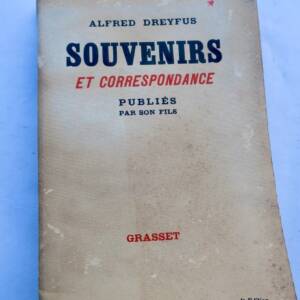 ALFRED DREYFUS
SOUVENIRS
ET CORRESPONDANCE
PUBLIÉS
PAR SON FILS
GRASSET